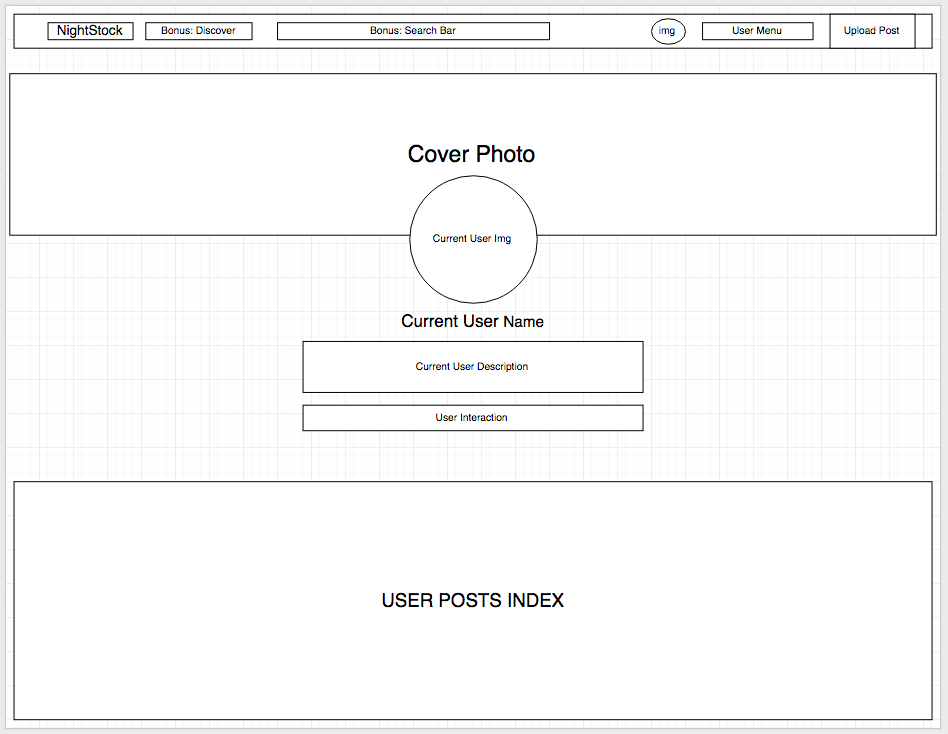 NightStock
Bonus: Discover
Bonus: Search Bar
img
User Menu
Upload Post
Cover Photo
Current User Img
Current User Name
Current User Description
User Interaction
USER POSTS INDEX